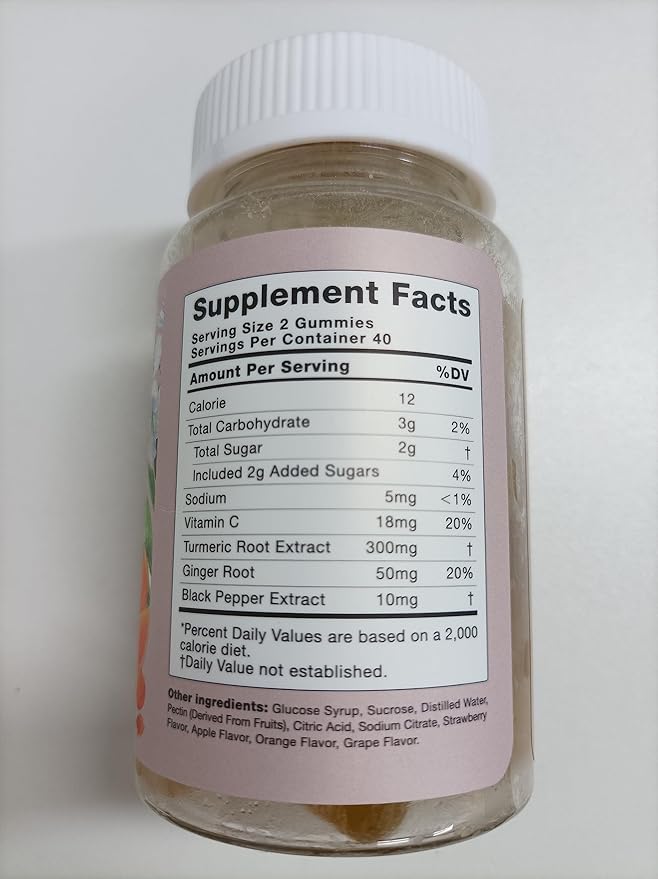 Supplement Facts
Serving Size 2 Gummies
Servings Per Container 40
Amount Per Serving %DV
Calorie 12
Total Carbohydrate 3g 2%
Total Sugar 2g †
Included 2g Added Sugars 4%
Sodium 5mg <1%
Vitamin C 18mg 20%
Turmeric Root Extract 300mg †
Ginger Root 50mg 20%
Black Pepper Extract 10mg †
*Percent Daily Values are based on a 2,000
calorie diet.
†Daily Value not established.
Other ingredients: Glucose Syrup, Sucrose, Distilled Water,
Pectin (Derived From Fruits), Citric Acid, Sodium Citrate, Strawberry
Flavor, Apple Flavor, Orange Flavor, Grape Flavor.